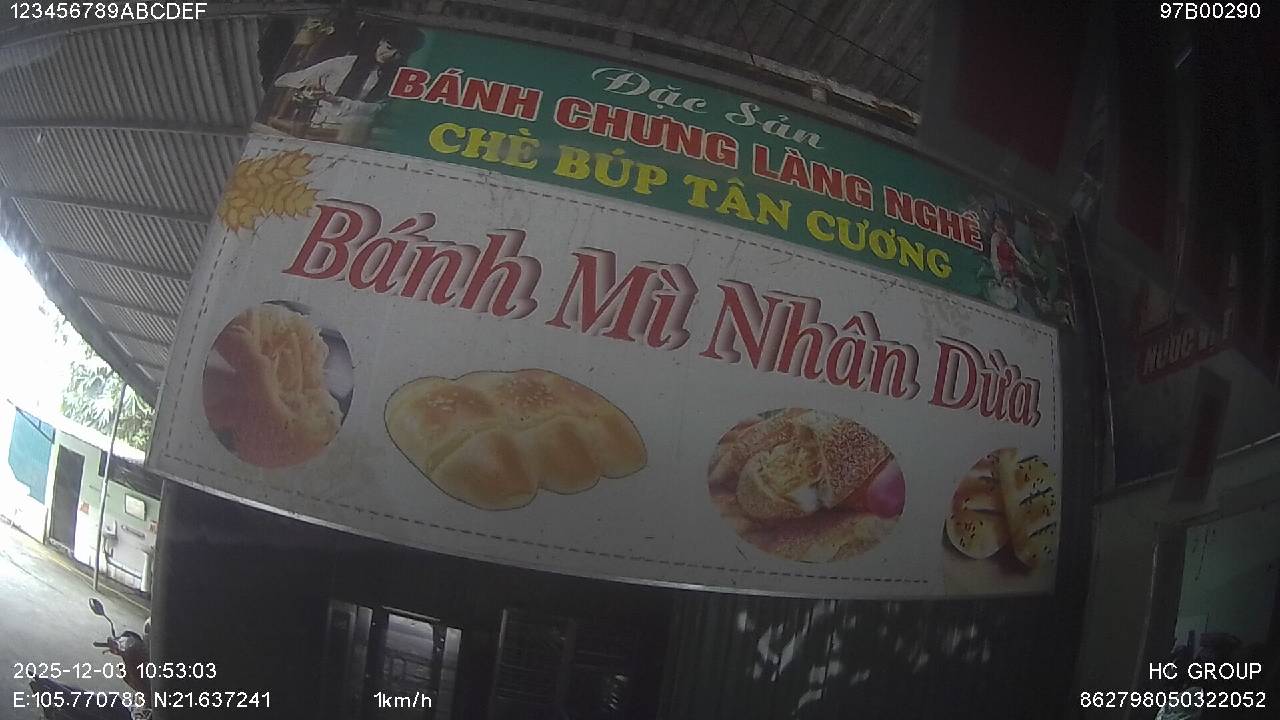 123456789ABCDEF
97B00290
Đặc Sản
BÁNH CHƯNG LÀNG NGHỀ
CHÈ BÚP TÂN CƯƠNG
Bánh Mì Nhân Dừa
NƯỚC
2025-12-03 10:53:03
HC GROUP
E:105.770783 N:21.637241
1km/h
862798050322052